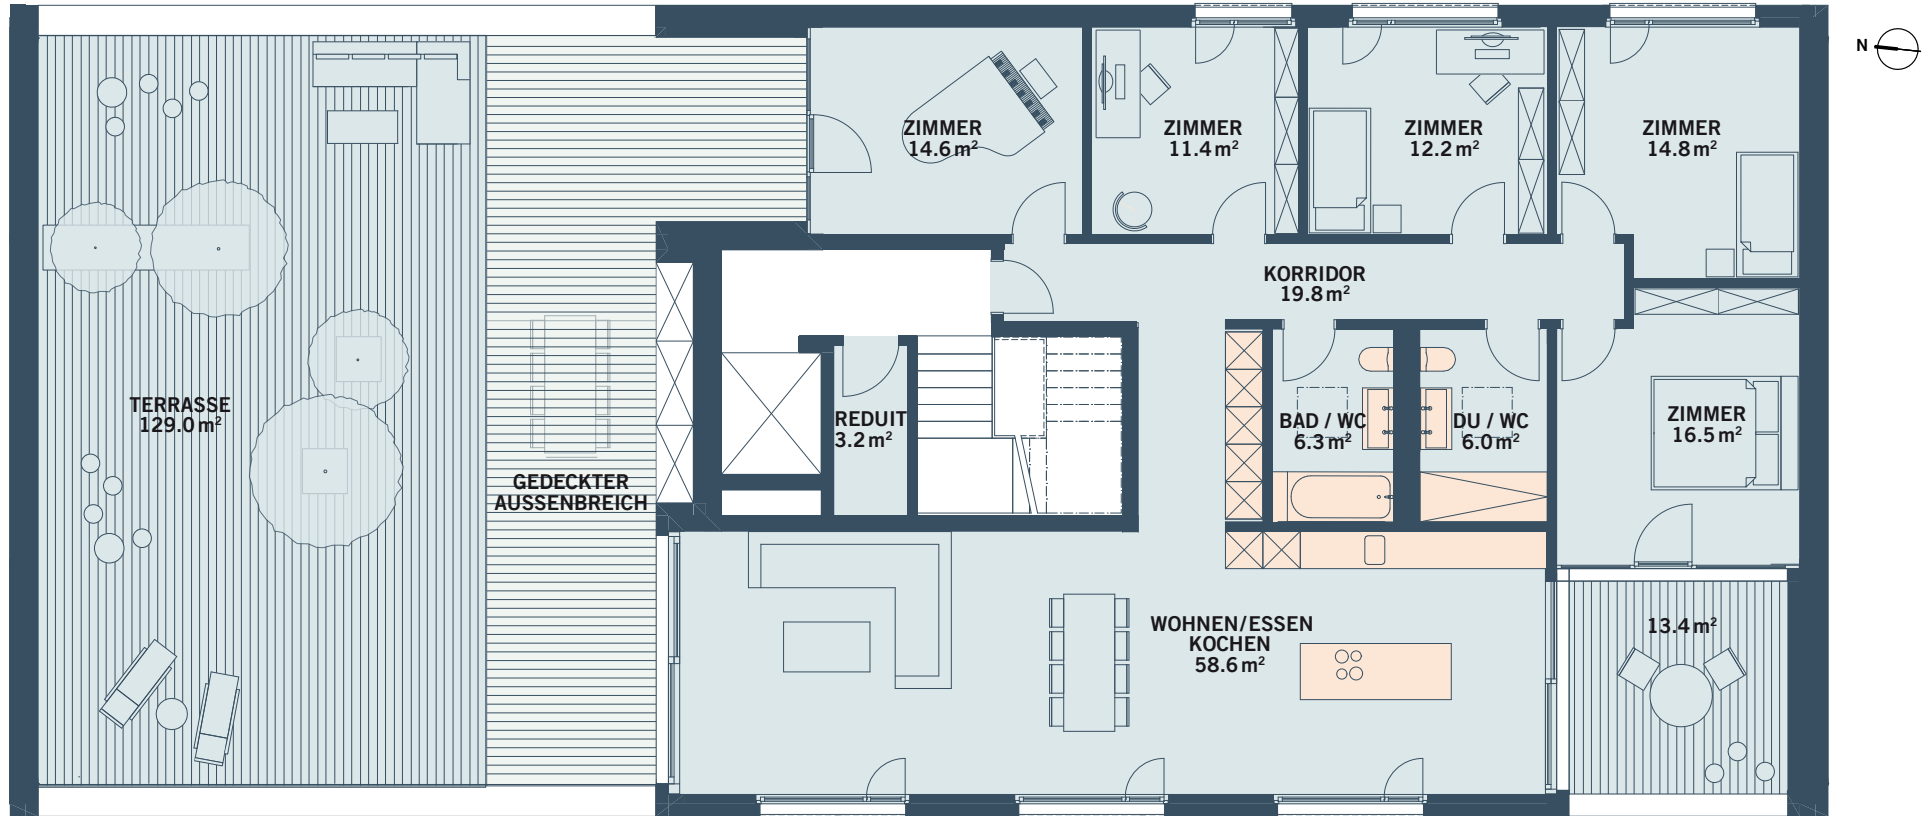 N
ZIMMER
14.6 m²
ZIMMER
11.4 m²
ZIMMER
12.2 m²
ZIMMER
14.8 m²
KORRIDOR
19.8 m²
TERRASSE
129.0 m²
GEDECKTER
AUSSENBREICH
REDUIT
3.2 m²
BAD / WC
6.3 m²
DU / WC
6.0 m²
ZIMMER
16.5 m²
WOHNEN/ESSEN
KOCHEN
58.6 m²
13.4 m²